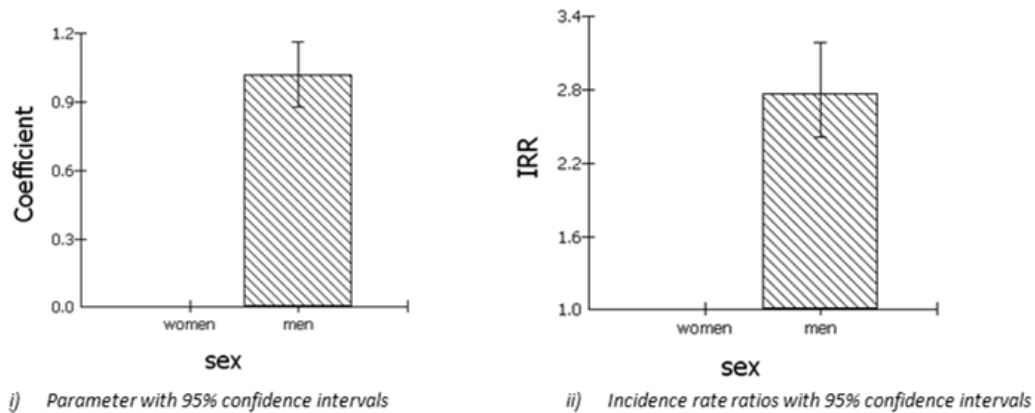 1.2
0.9
0.6
0.3
0.0
Coefficient
women men
sex
i) Parameter with 95% confidence intervals
3.4
2.8
2.2
1.6
1.0
IRR
women men
sex
ii) Incidence rate ratios with 95% confidence intervals